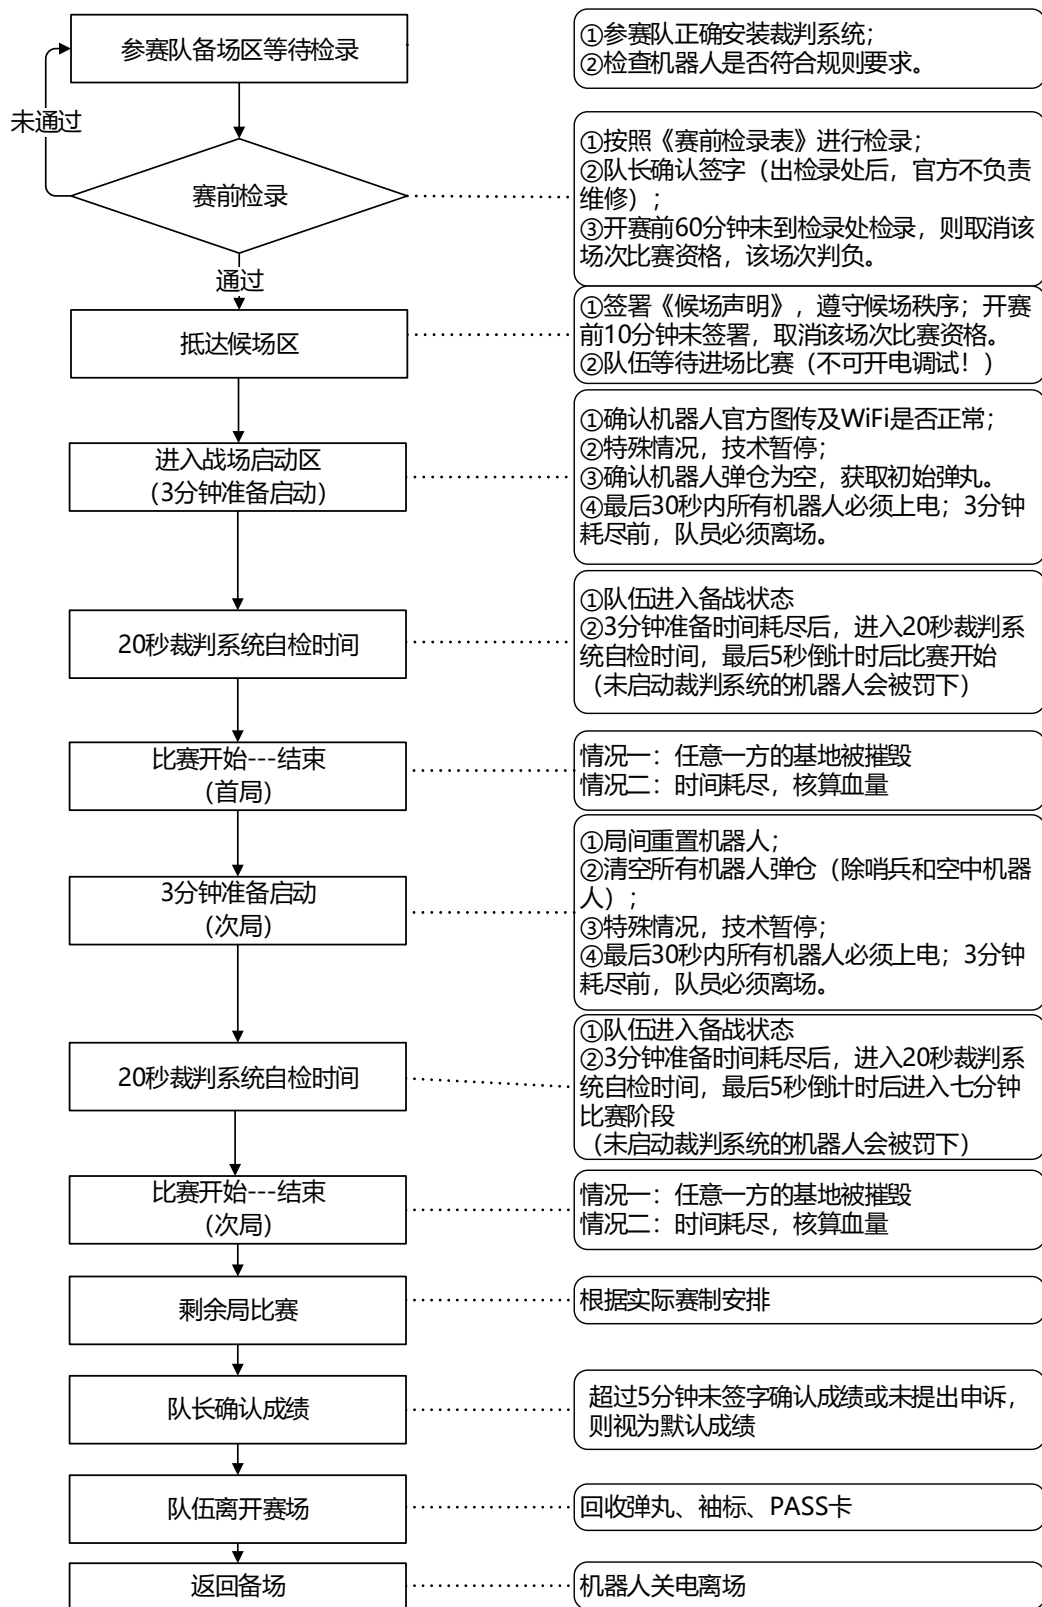 参赛队备场区等待检录
①参赛队正确安装裁判系统；
②检查机器人是否符合规则要求。
未通过
赛前检录
①按照《赛前检录表》进行检录；
②队长确认签字（出检录处后，官方不负责
维修）；
③开赛前60分钟未到检录处检录，则取消该
场次比赛资格，该场次判负。
通过
抵达候场区
①签署《候场声明》，遵守候场秩序；开赛
前10分钟未签署，取消该场次比赛资格。
②队伍等待进场比赛（不可开电调试！）
进入战场启动区
（3分钟准备启动）
①确认机器人官方图传及WiFi是否正常；
②特殊情况，技术暂停；
③确认机器人弹仓为空，获取初始弹丸。
④最后30秒内所有机器人必须上电；3分钟
耗尽前，队员必须离场。
20秒裁判系统自检时间
①队伍进入备战状态
②3分钟准备时间耗尽后，进入20秒裁判系
统自检时间，最后5秒倒计时后比赛开始
（未启动裁判系统的机器人会被罚下）
比赛开始---结束
（首局）
情况一：任意一方的基地被摧毁
情况二：时间耗尽，核算血量
3分钟准备启动
（次局）
①局间重置机器人；
②清空所有机器人弹仓（除哨兵和空中机器
人）；
③特殊情况，技术暂停；
④最后30秒内所有机器人必须上电；3分钟
耗尽前，队员必须离场。
20秒裁判系统自检时间
①队伍进入备战状态
②3分钟准备时间耗尽后，进入20秒裁判系
统自检时间，最后5秒倒计时后进入七分钟
比赛阶段
（未启动裁判系统的机器人会被罚下）
比赛开始---结束
（次局）
情况一：任意一方的基地被摧毁
情况二：时间耗尽，核算血量
剩余局比赛
根据实际赛制安排
队长确认成绩
超过5分钟未签字确认成绩或未提出申诉，
则视为默认成绩
队伍离开赛场
回收弹丸、袖标、PASS卡
返回备场
机器人关电离场